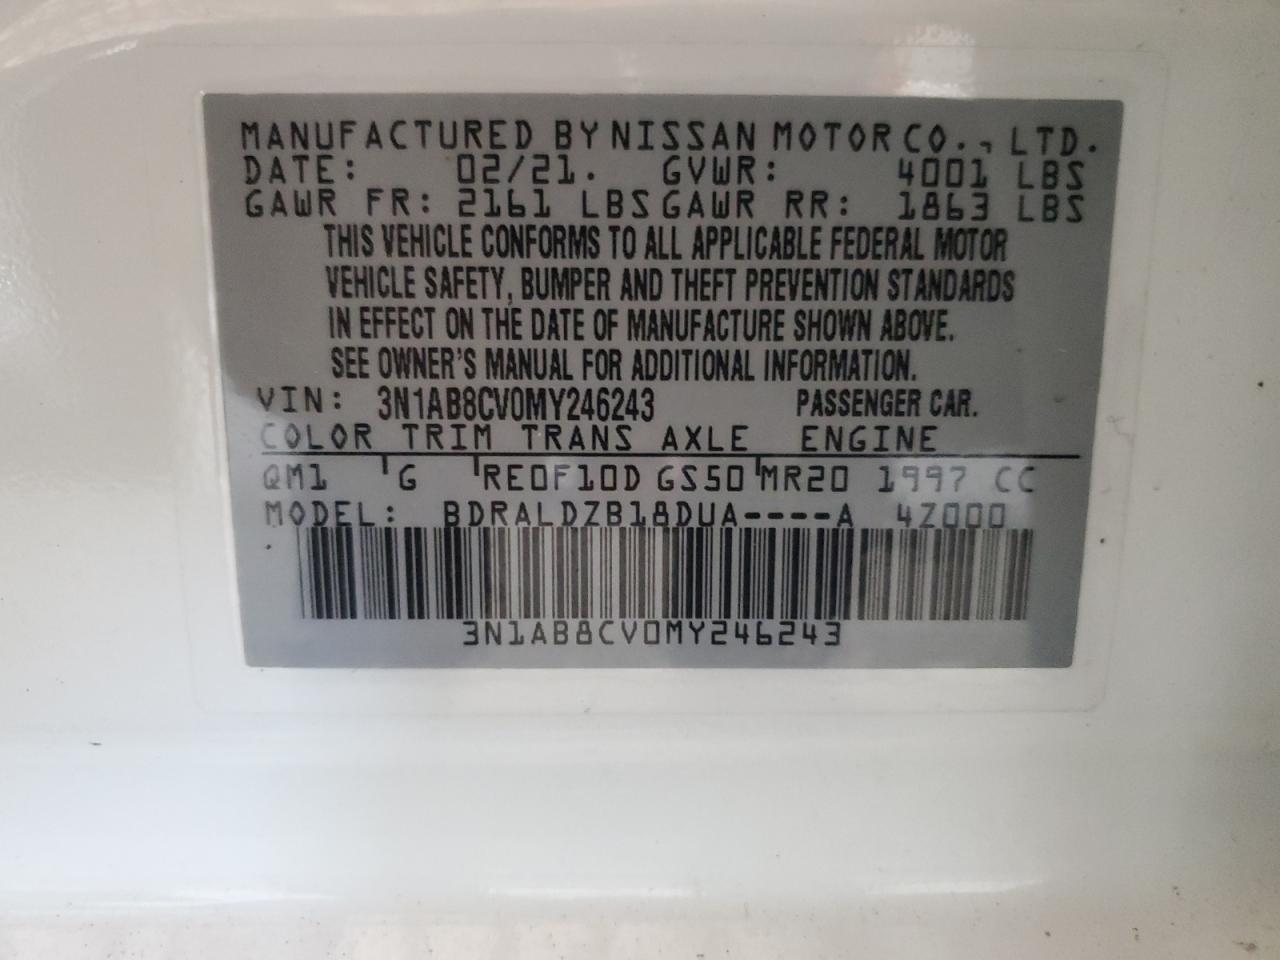 MANUFACTURED BY NISSAN MOTOR CO., LTD.
DATE: 02/21. GVWR: 4001 LBS
GAWR FR: 2161 LBS GAWR RR: 1863 LBS
THIS VEHICLE CONFORMS TO ALL APPLICABLE FEDERAL MOTOR
VEHICLE SAFETY, BUMPER AND THEFT PREVENTION STANDARDS
IN EFFECT ON THE DATE OF MANUFACTURE SHOWN ABOVE.
SEE OWNER'S MANUAL FOR ADDITIONAL INFORMATION.
VIN: 3N1AB8CV0MY246243 PASSENGER CAR.
COLOR TRIM TRANS AXLE ENGINE
QM1 G RE0F10D GS50 MR20 1997 CC
MODEL: BDRALDZB18DUA----A 4Z000
3N1AB8CV0MY246243